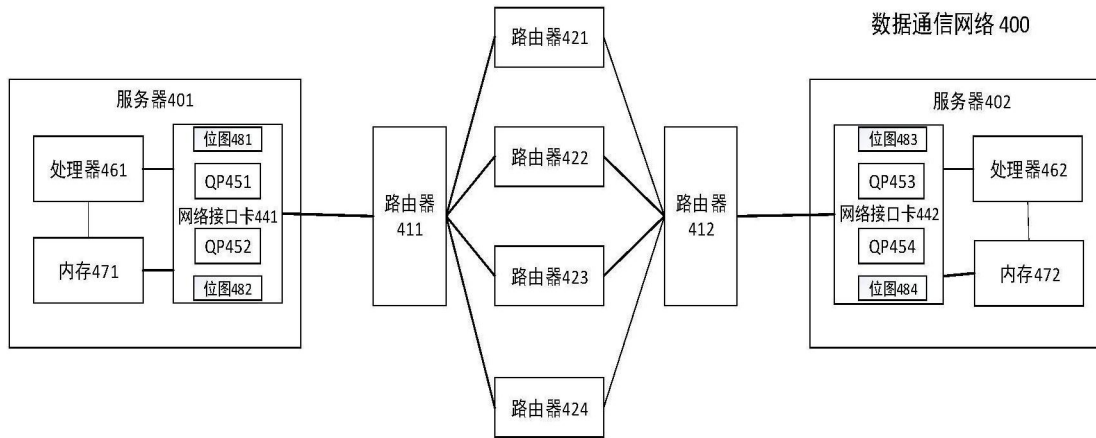 数据通信网络 400
服务器401
处理器461
内存471
位图481
QP451
网络接口卡441
QP452
位图482
路由器
411
路由器421
路由器422
路由器423
路由器424
路由器
412
服务器402
位图483
QP453
网络接口卡442
QP454
位图484
处理器462
内存472